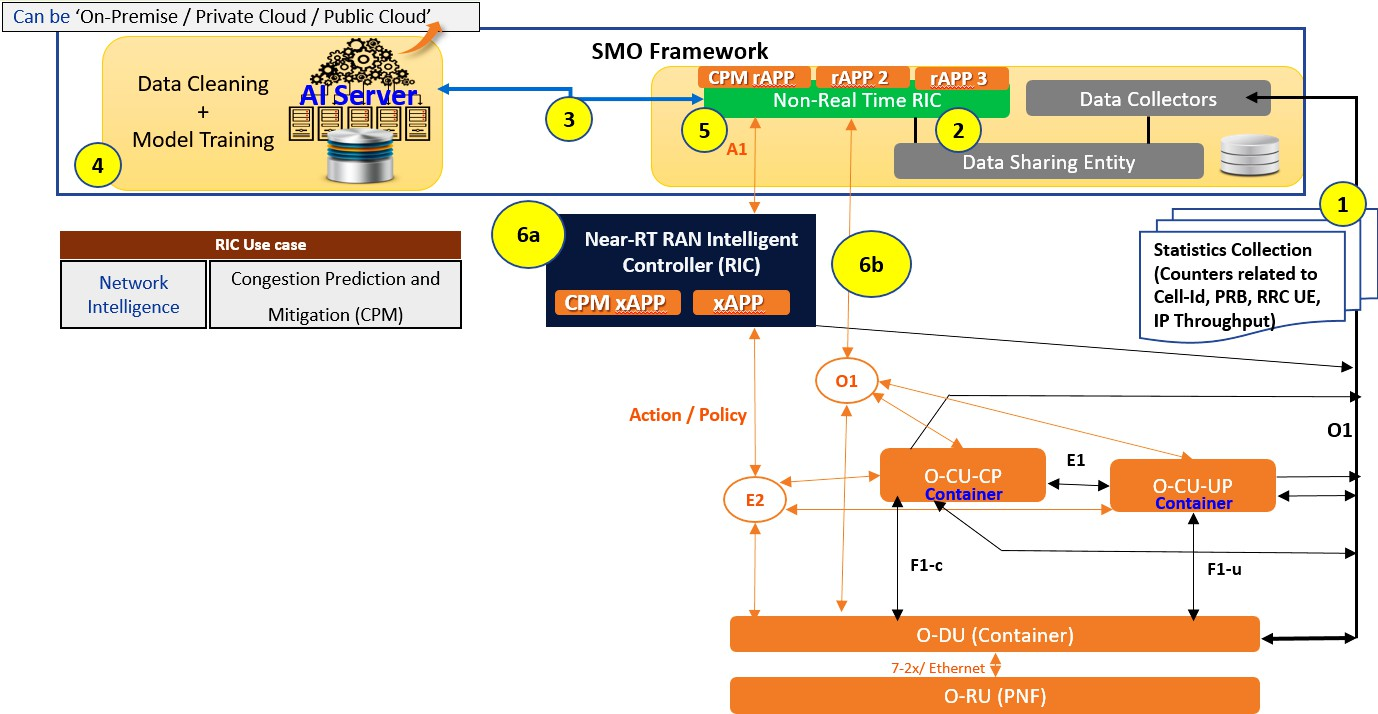 Can be ‘On-Premise / Private Cloud / Public Cloud’
SMO Framework
Data Cleaning
+
Model Training
AI Server
4
3
CPM rAPP
rAPP 2
rAPP 3
Non-Real Time RIC
5
2
Data Collectors
Data Sharing Entity
A1
1
Statistics Collection
(Counters related to
Cell-Id, PRB, RRC UE,
IP Throughput)
RIC Use case
Network
Intelligence
Congestion Prediction and
Mitigation (CPM)
6a
Near-RT RAN Intelligent
Controller (RIC)
CPM xAPP
xAPP
6b
O1
Action / Policy
O1
E2
O-CU-CP
Container
E1
O-CU-UP
Container
F1-c
F1-u
O-DU (Container)
7-2x/ Ethernet
O-RU (PNF)